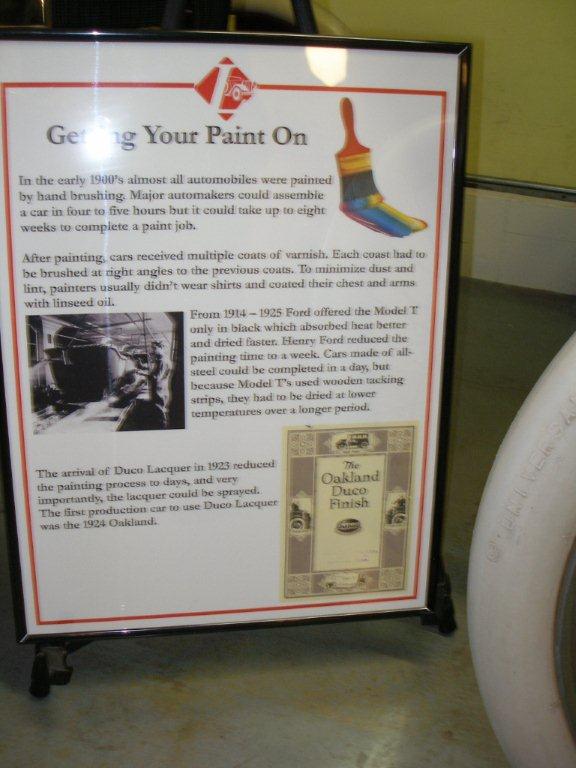 Getting Your Paint On
In the early 1900's almost all automobiles were painted
by hand brushing. Major automakers could assemble
a car in four to five hours but it could take up to eight
weeks to complete a paint job.
After painting, cars received multiple coats of varnish. Each coast had to
be brushed at right angles to the previous coats. To minimize dust and
lint, painters usually didn't wear shirts and coated their chest and arms
with linseed oil.
From 1914 – 1925 Ford offered the Model T
only in black which absorbed heat better
and dried faster. Henry Ford reduced the
painting time to a week. Cars made of all-
steel could be completed in a day, but
because Model T's used wooden tacking
strips, they had to be dried at lower
temperatures over a longer period.
The arrival of Duco Lacquer in 1923 reduced
the painting process to days, and very
importantly, the lacquer could be sprayed.
The first production car to use Duco Lacquer
was the 1924 Oakland.
The
Oakland
Duco
Finish